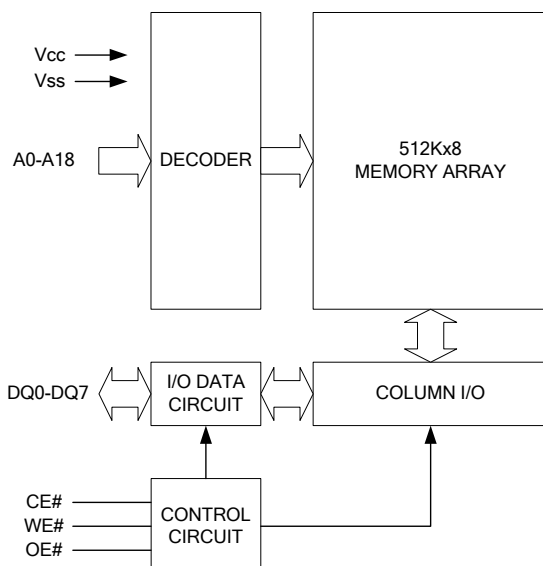 Vcc
Vss
A0-A18
DECODER
512Kx8
MEMORY ARRAY
DQ0-DQ7
I/O DATA
CIRCUIT
COLUMN I/O
CE#
WE#
OE#
CONTROL
CIRCUIT